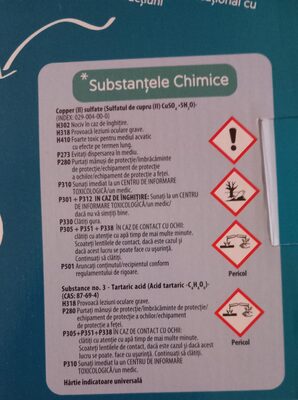 *Substanțele Chimice
Copper (II) sulfate (Sulfatul de cupru (II) CuSO₄ ·5H₂O)·
(INDEX: 029-004-00-0)
H302 Nociv în caz de înghițire.
H318 Provoacă leziuni oculare grave.
H410 Foarte toxic pentru mediul acvatic
cu efecte pe termen lung.
P273 Evitați dispersarea în mediu.
P280 Purtați mănuși de protecție/îmbrăcăminte
de protecție/echipament de protecție
a ochilor/echipament de protecție a feței.
P310 Sunați imediat la un CENTRU DE INFORMARE
TOXICOLOGICĂ/un medic/
P301 + P312 ÎN CAZ DE ÎNGHIȚIRE: Sunați la un CENTRU
DE INFORMARE TOXICOLOGICĂ/un medic/
dacă nu vă simțiți bine.
P330 Clătiți gura.
P305 + P351 + P338 ÎN CAZ DE CONTACT CU OCHII:
clătiți cu atenție cu apă timp de mai multe minute.
Scoateți lentilele de contact, dacă este cazul și
dacă acest lucru se poate face cu ușurință.
Continuați să clătiți.
P501 Aruncați conținutul/recipientul conform
regulamentului de rigoare.
Pericol
Substance no. 3 - Tartaric acid (Acid tartaric -C₄H₆O₆)·
(CAS: 87-69-4)
H318 Provoacă leziuni oculare grave.
P280 Purtați mănuși de protecție/îmbrăcăminte de protecție/
echipament de protecție a ochilor/echipament
de protecție a feței.
P305+P351+P338 ÎN CAZ DE CONTACT CU OCHII:
clătiți cu atenție cu apă timp de mai multe minute.
Scoateți lentilele de contact, dacă este cazul și dacă acest
lucru se poate face cu ușurință. Continuați să clătiți.
P310 Sunați imediat la un CENTRU DE INFORMARE
TOXICOLOGICĂ/un medic/
Pericol
Hârtie indicatoare universală